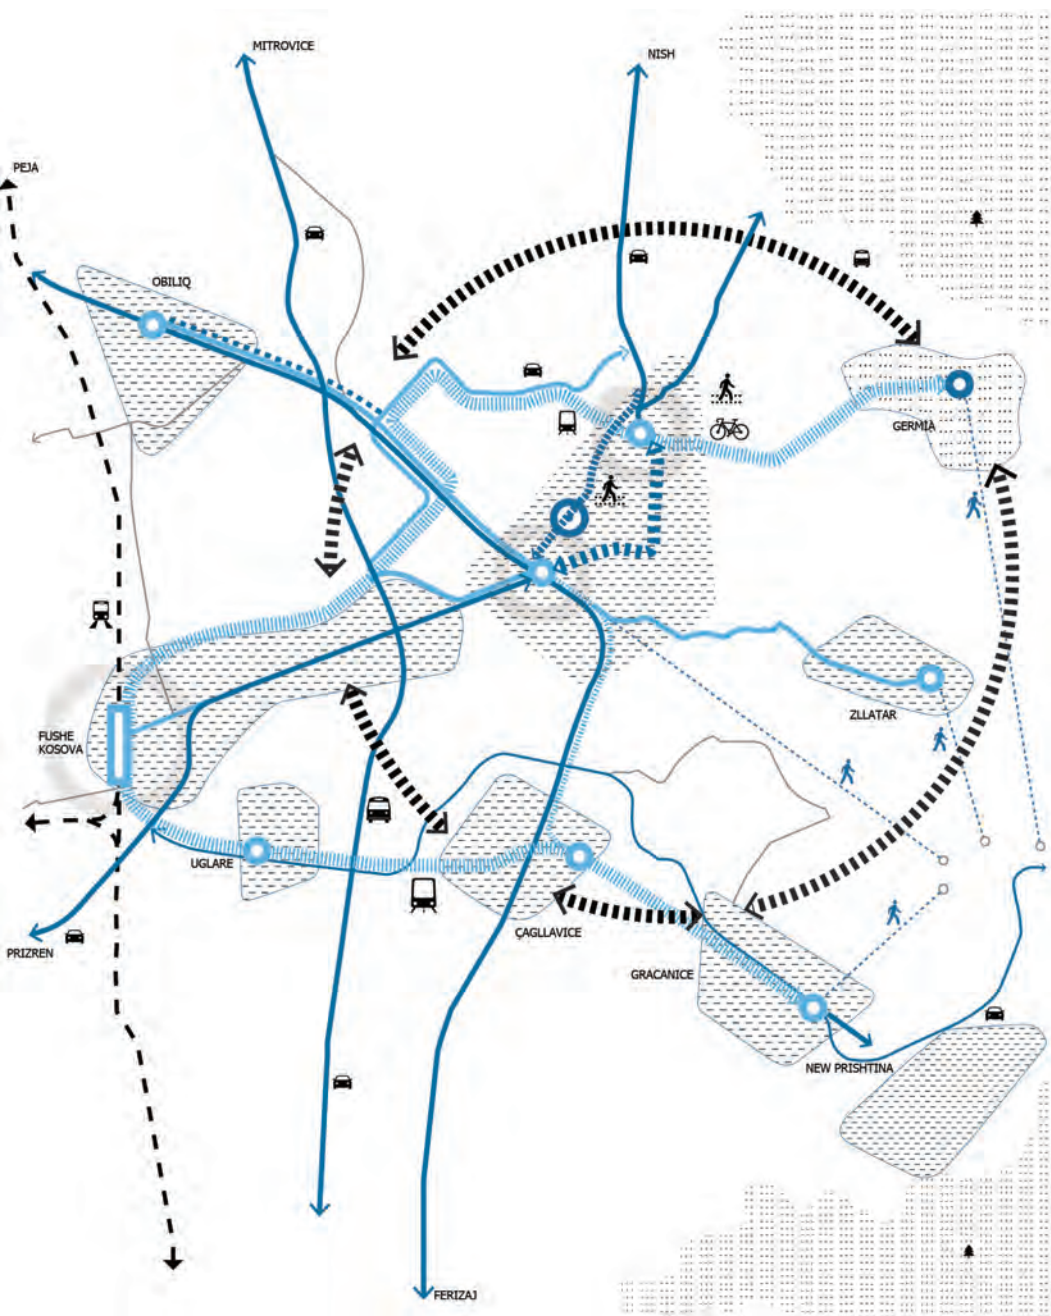 MITROVICE
NISH
PEJA
OBILIQ
GERMIA
ZLLATAR
FUSHE
KOSOVA
UGLARE
ÇAGLLAVICE
PRIZREN
GRACANICE
NEW PRISHTINA
FERIZAJ